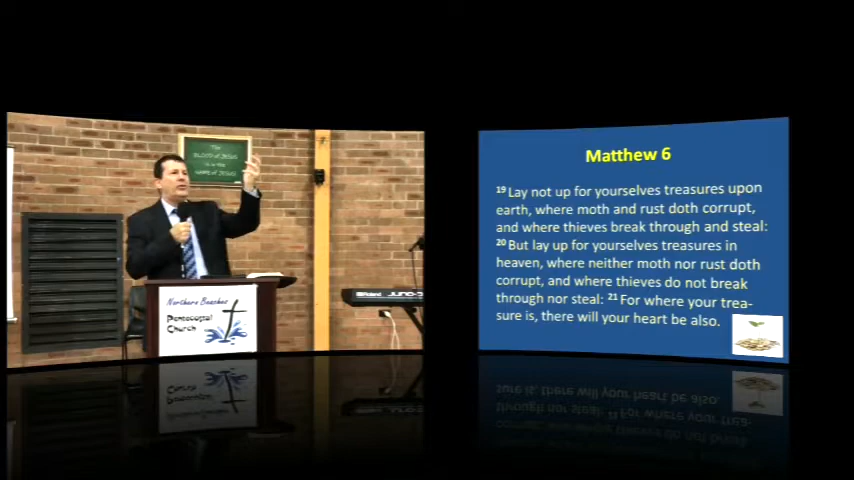 The
BLOOD of JESUS
is in the
NAME of JESUS
Northern Beaches
Pentecostal
Church
Roland JUNO-
Matthew 6
19 Lay not up for yourselves treasures upon
earth, where moth and rust doth corrupt,
and where thieves break through and steal:
20 But lay up for yourselves treasures in
heaven, where neither moth nor rust doth
corrupt, and where thieves do not break
through nor steal: 21 For where your trea-
sure is, there will your heart be also.